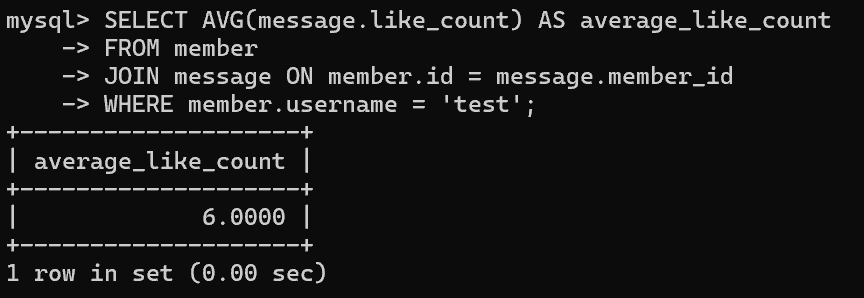 mysql> SELECT AVG(message.like_count) AS average_like_count
    -> FROM member
    -> JOIN message ON member.id = message.member_id
    -> WHERE member.username = 'test';
+--------------------+
| average_like_count |
+--------------------+
|             6.0000 |
+--------------------+
1 row in set (0.00 sec)